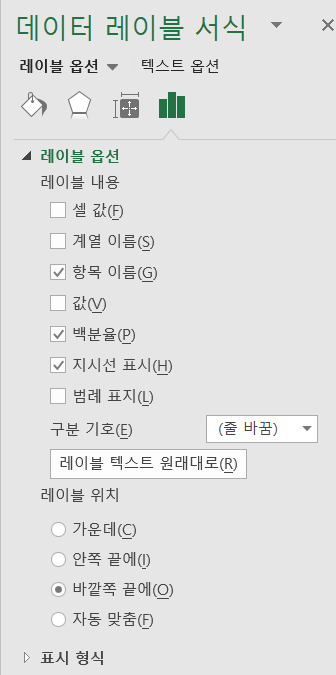 데이터 레이블 서식
레이블 옵션 텍스트 옵션
레이블 옵션
레이블 내용
셀 값(F)
계열 이름(S)
항목 이름(G)
값(V)
백분율(P)
지시선 표시(H)
범례 표지(L)
구분 기호(E) (줄 바꿈)
레이블 텍스트 원래대로(R)
레이블 위치
가운데(C)
안쪽 끝에(I)
바깥쪽 끝에(O)
자동 맞춤(F)
표시 형식